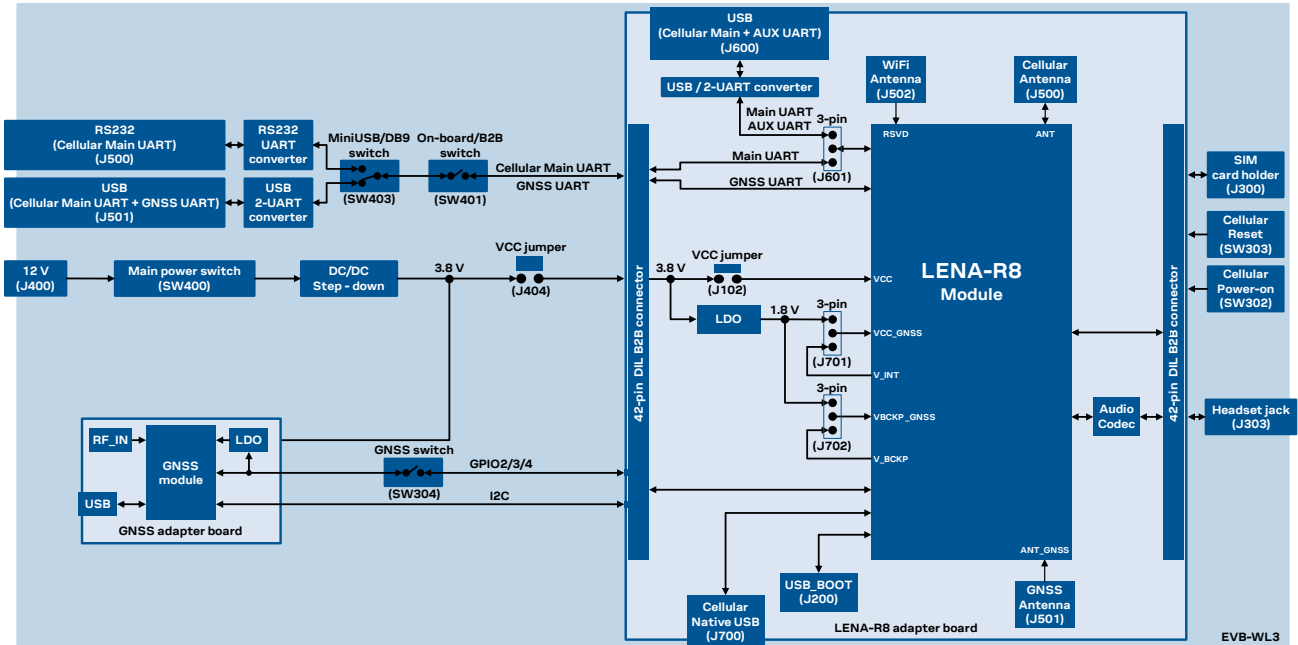 USB
(Cellular Main + AUX UART)
(J600)
USB / 2-UART converter
WiFi
Antenna
(J502)
Cellular
Antenna
(J500)
Main UART
AUX UART
3-pin
RSVD
ANT
RS232
(Cellular Main UART)
(J500)
RS232
UART
converter
MiniUSB/DB9
switch
(SW403)
On-board/B2B
switch
(SW401)
Cellular Main UART
GNSS UART
Main UART
GNSS UART
(J601)
USB
(Cellular Main UART + GNSS UART)
(J501)
USB
2-UART
converter
SIM
card holder
(J300)
Cellular
Reset
(SW303)
Cellular
Power-on
(SW302)
12 V
(J400)
Main power switch
(SW400)
DC/DC
Step - down
3.8 V
VCC jumper
(J404)
42-pin DIL B2B connector
3.8 V
VCC jumper
(J102)
VCC
LENA-R8
Module
LDO
1.8 V
3-pin
VCC_GNSS
(J701)
V_INT
3-pin
VBCKP_GNSS
(J702)
V_BCKP
42-pin DIL B2B connector
Audio
Codec
Headset jack
(J303)
RF_IN
LDO
GNSS
module
USB
GNSS adapter board
GNSS switch
(SW304)
GPIO2/3/4
I2C
ANT_GNSS
USB_BOOT
(J200)
Cellular
Native USB
(J700)
GNSS
Antenna
(J501)
LENA-R8 adapter board
EVB-WL3